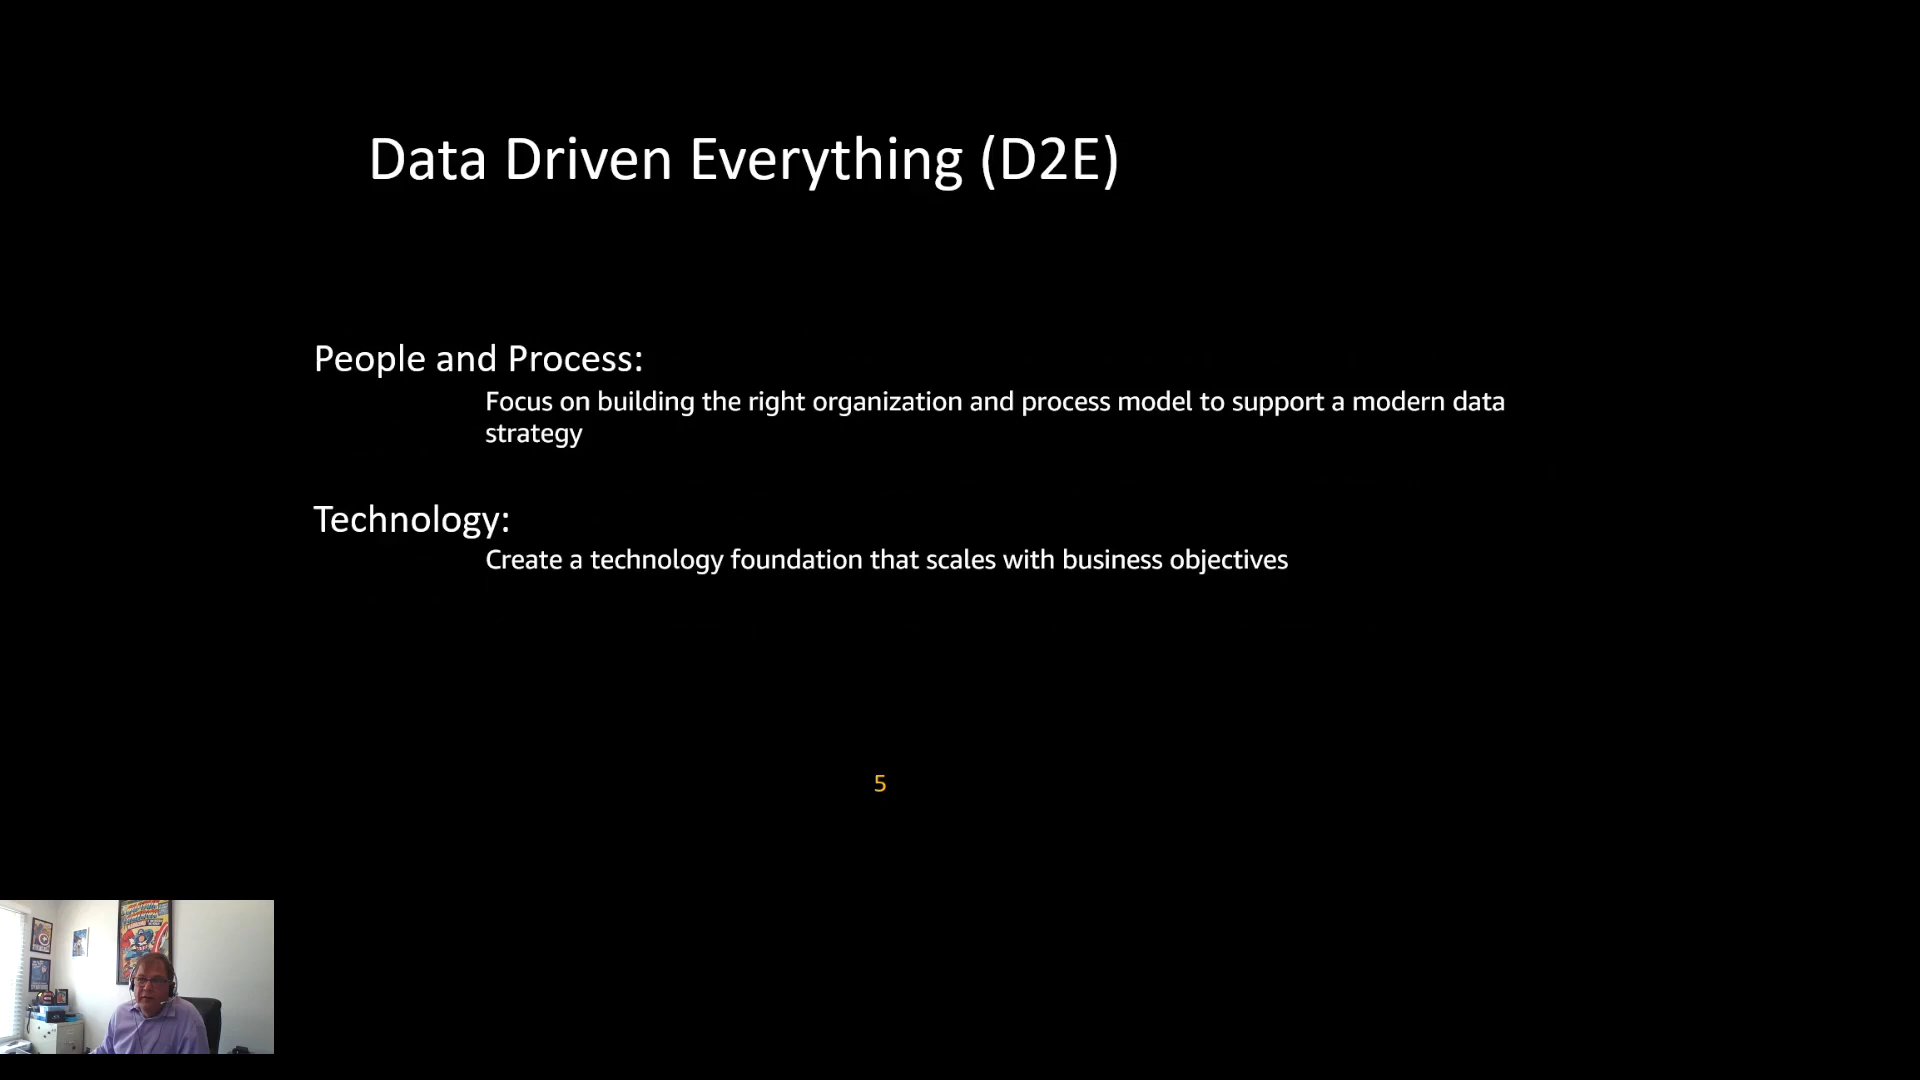 Data Driven Everything (D2E)
People and Process:
Focus on building the right organization and process model to support a modern data
strategy
Technology:
Create a technology foundation that scales with business objectives
5